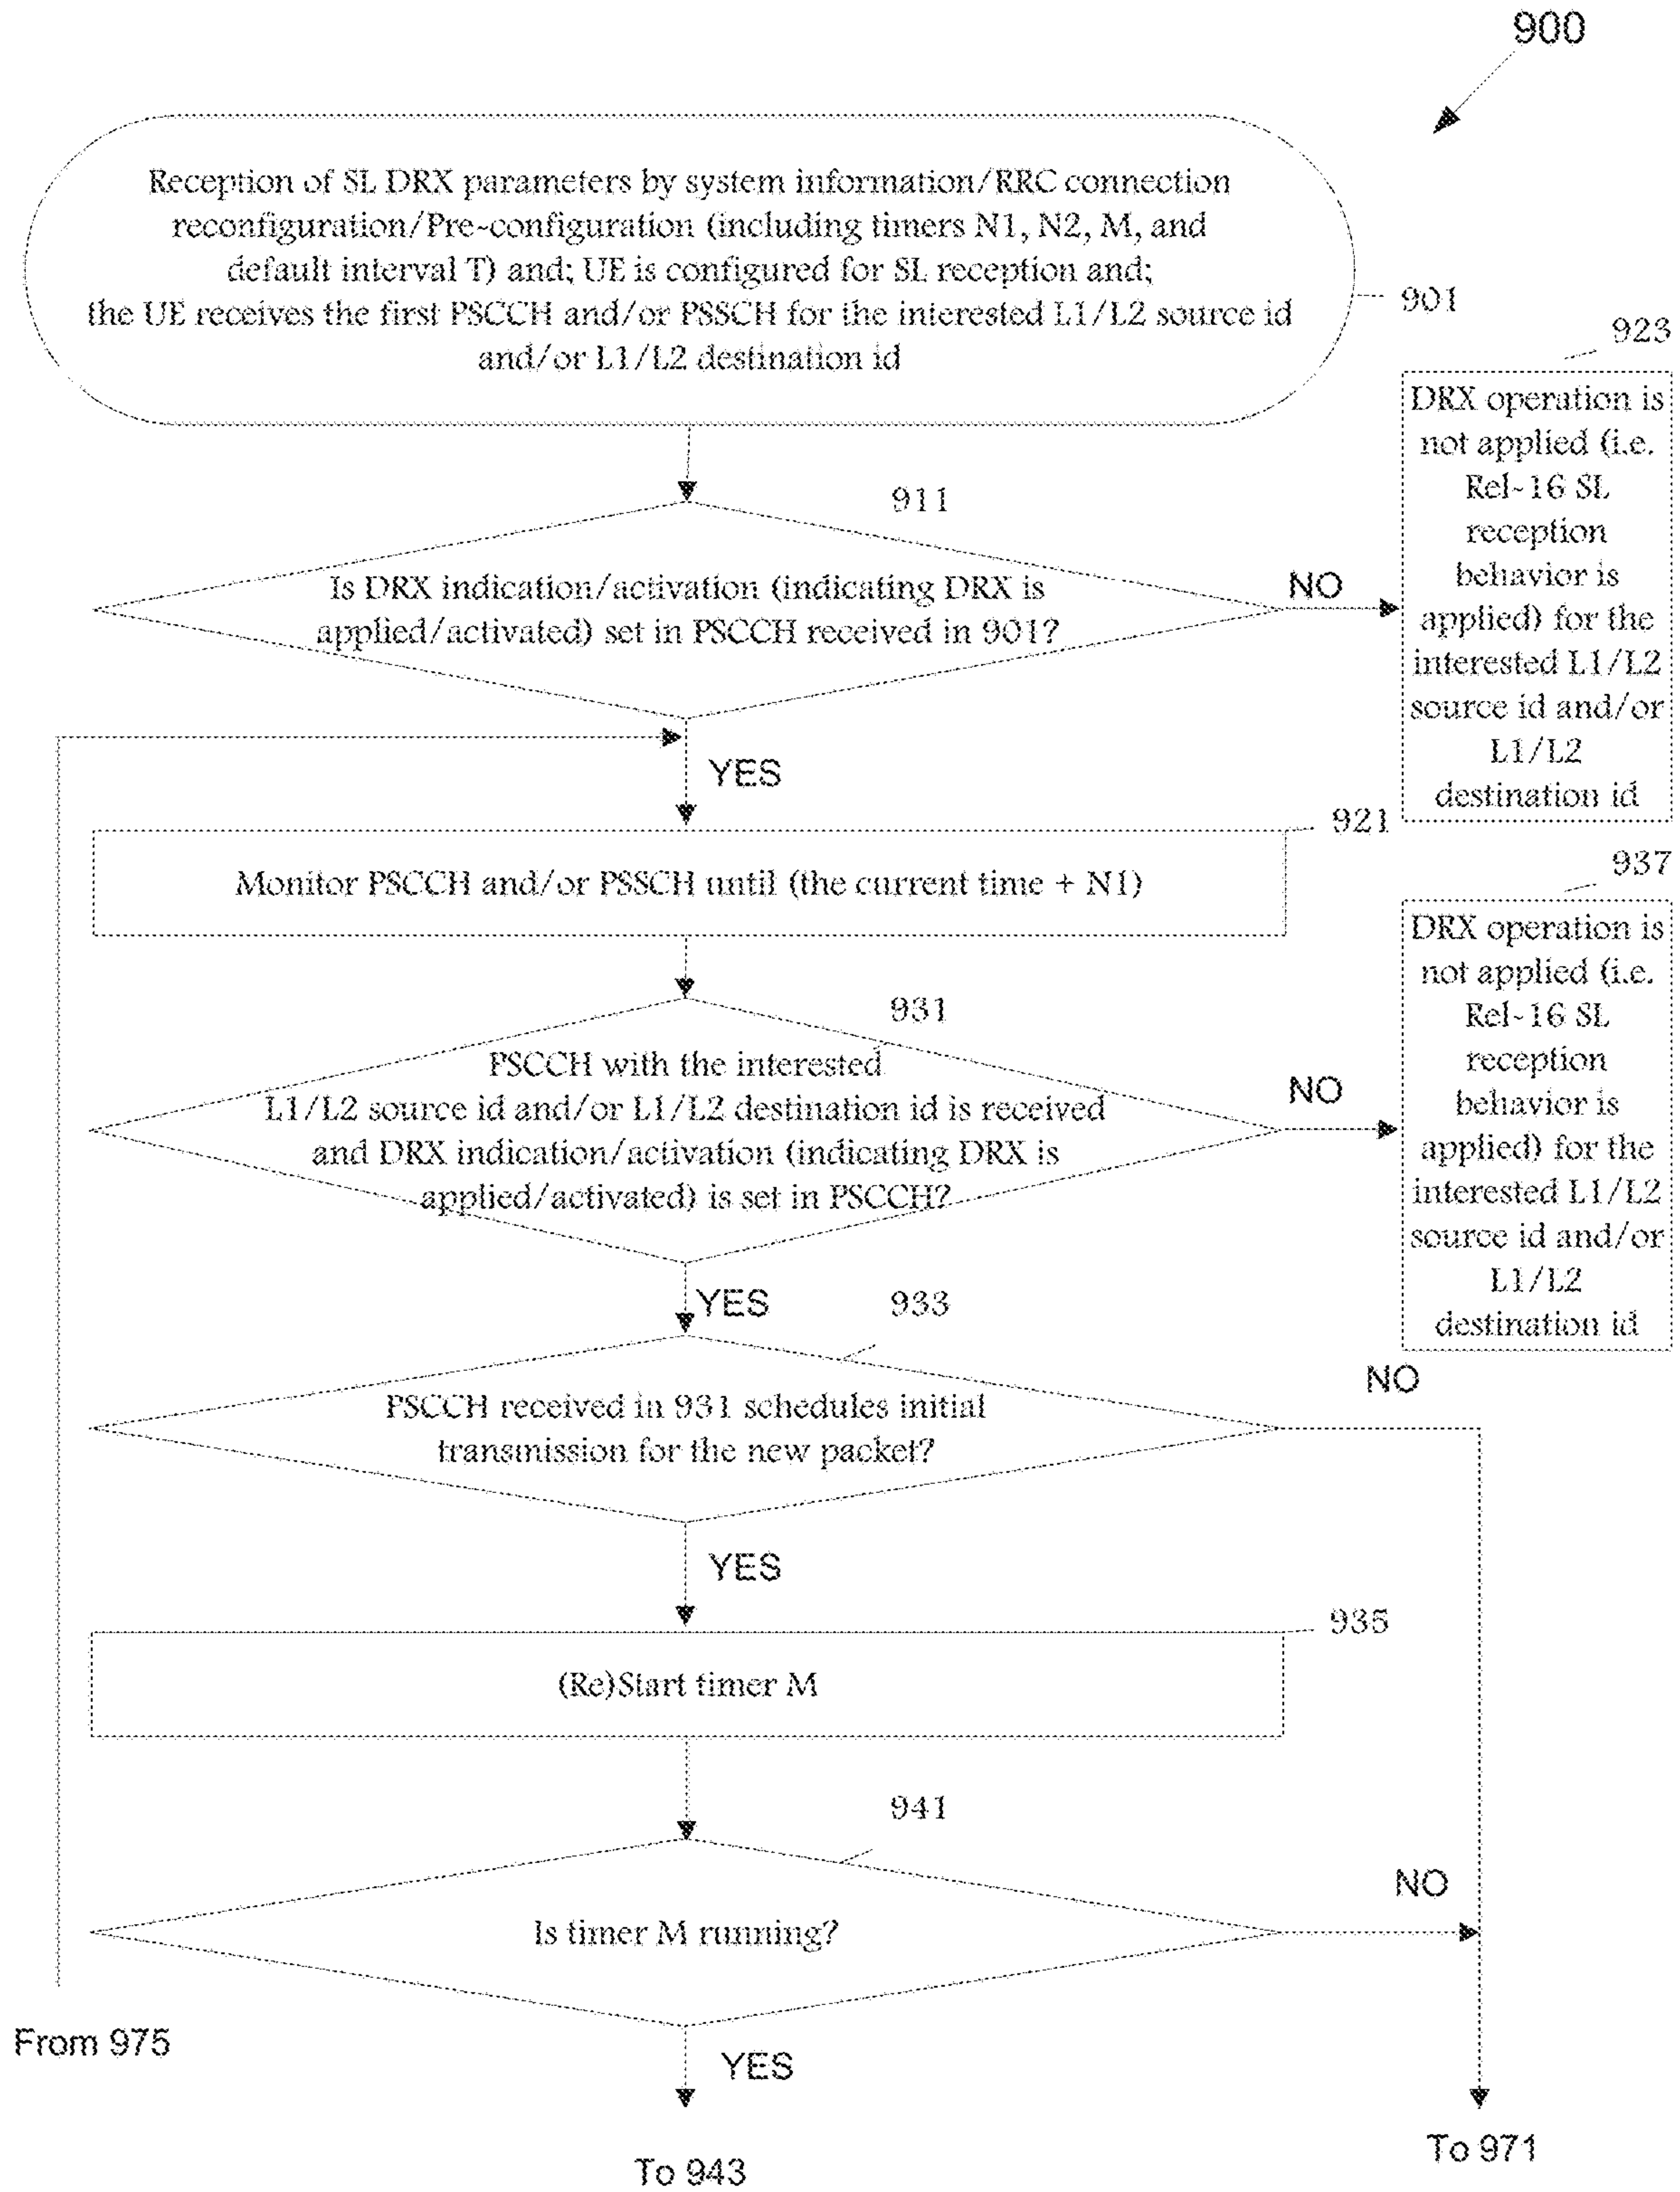 900
Reception of SL DRX parameters by system information/RRC connection
reconfiguration/Pre-configuration (including timers N1, N2, M, and
default interval T) and; UE is configured for SL reception and;
the UE receives the first PSCCH and/or PSSCH for the interested L1/L2 source id
and/or L1/L2 destination id
901
923
DRX operation is
not applied (i.e.
Rel-16 SL
reception
behavior is
applied) for the
interested L1/L2
source id and/or
L1/L2
destination id
911
Is DRX indication/activation (indicating DRX is
applied/activated) set in PSCCH received in 901?
NO
YES
921
Monitor PSCCH and/or PSSCH until (the current time + N1)
937
DRX operation is
not applied (i.e.
Rel-16 SL
reception
behavior is
applied) for the
interested L1/L2
source id and/or
L1/L2
destination id
931
PSCCH with the interested
L1/L2 source id and/or L1/L2 destination id is received
and DRX indication/activation (indicating DRX is
applied/activated) is set in PSCCH?
NO
YES
933
NO
PSCCH received in 931 schedules initial
transmission for the new packet?
YES
935
(Re)Start timer M
941
NO
Is timer M running?
From 975
YES
To 943
To 971